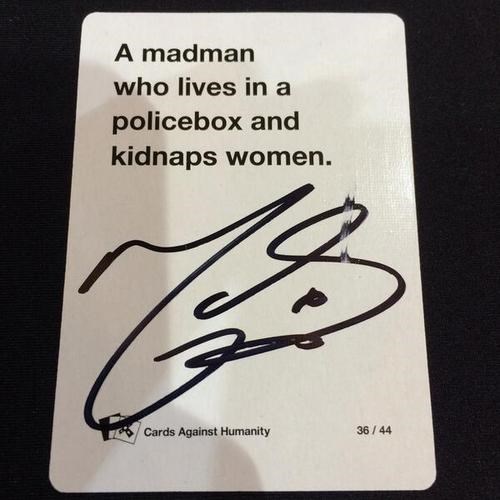 A madman
who lives in a
policebox and
kidnaps women.
Cards Against Humanity 36 / 44